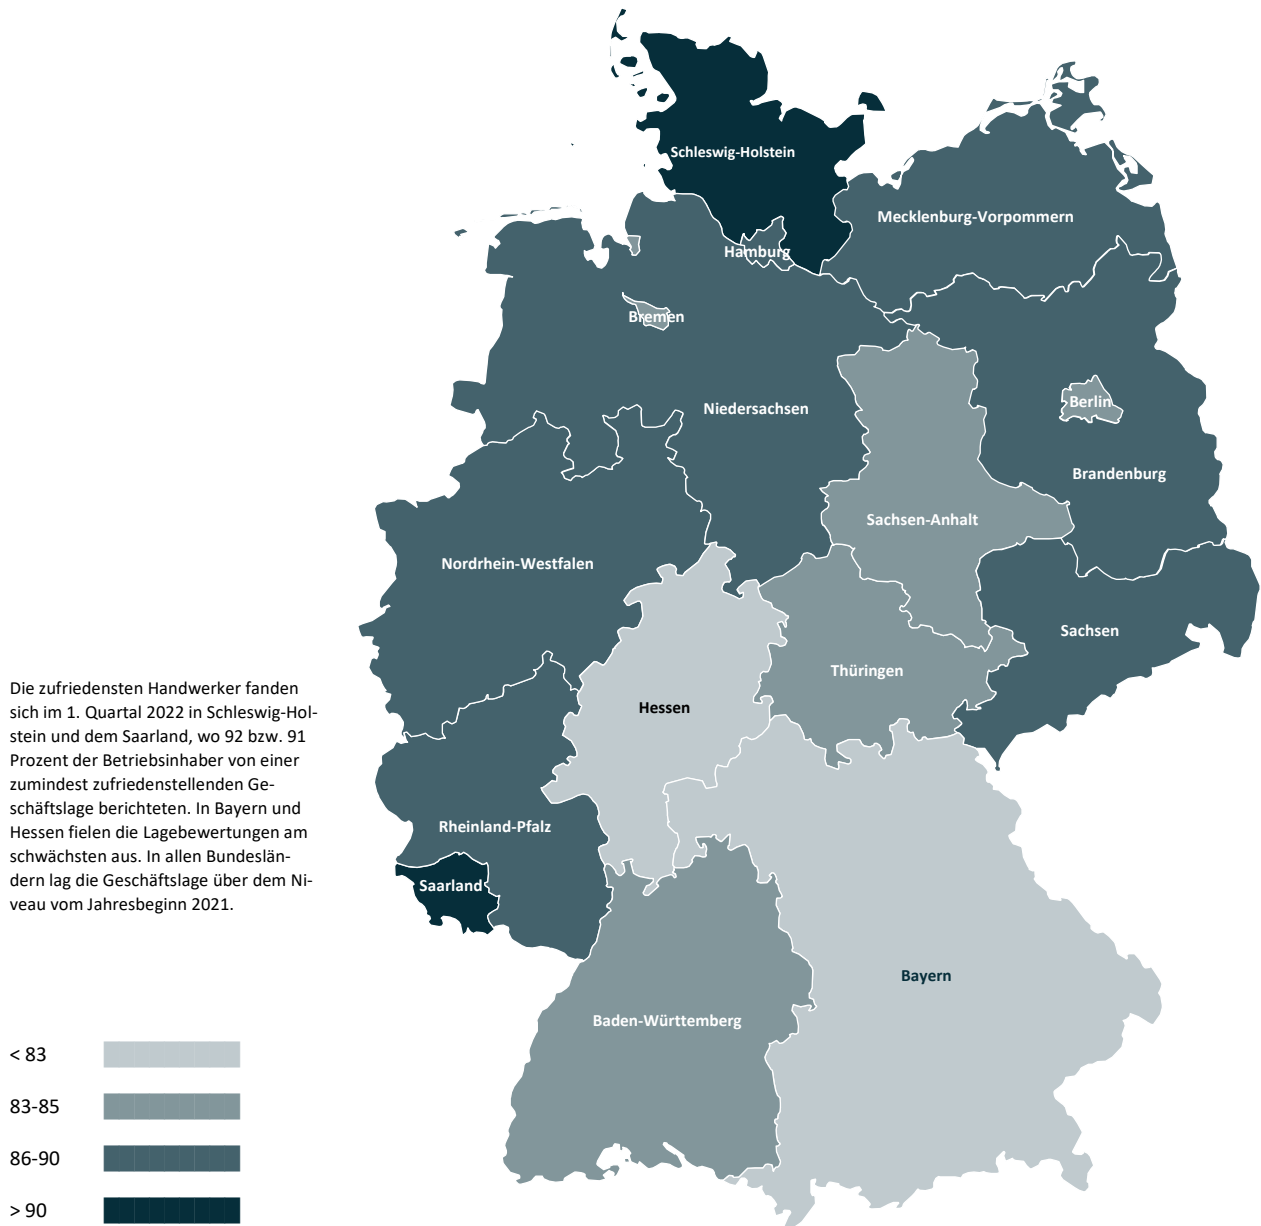 Schleswig-Holstein
Mecklenburg-Vorpommern
Hamburg
Bremen
Berlin
Niedersachsen
Brandenburg
Sachsen-Anhalt
Nordrhein-Westfalen
Sachsen
Thüringen
Hessen
Die zufriedensten Handwerker fanden
sich im 1. Quartal 2022 in Schleswig-Hol-
stein und dem Saarland, wo 92 bzw. 91
Prozent der Betriebsinhaber von einer
zumindest zufriedenstellenden Ge-
schäftslage berichteten. In Bayern und
Hessen fielen die Lagebewertungen am
schwächsten aus. In allen Bundeslän-
dern lag die Geschäftslage über dem Ni-
veau vom Jahresbeginn 2021.
Rheinland-Pfalz
Saarland
Bayern
Baden-Württemberg
< 83
83-85
86-90
> 90